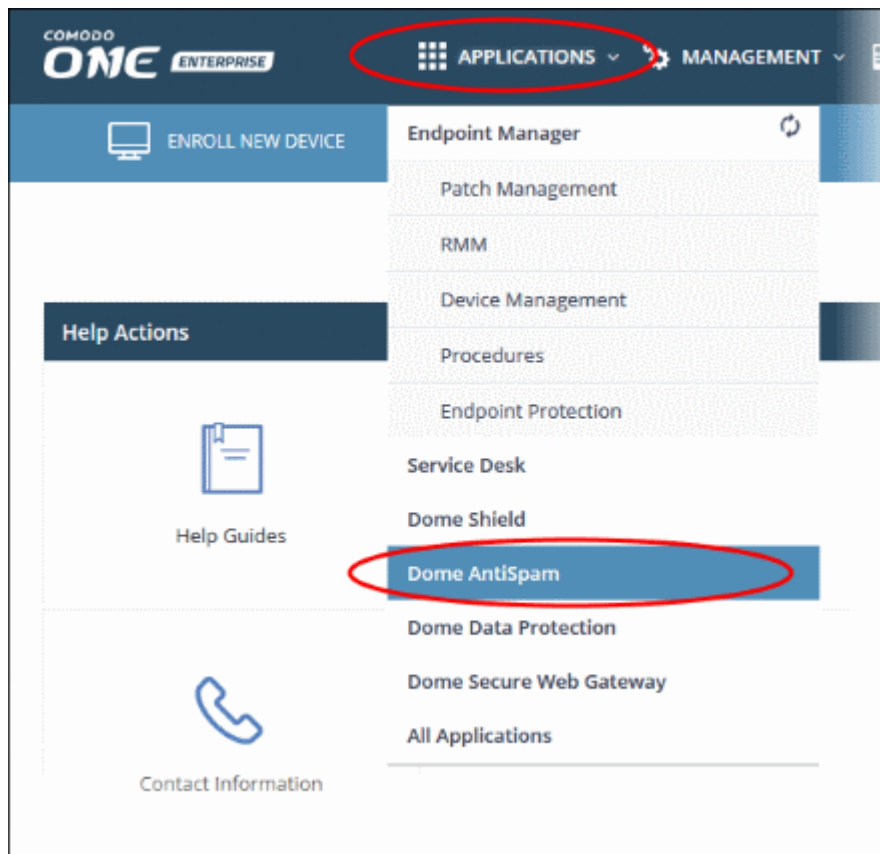 COMODO
ONE ENTERPRISE
APPLICATIONS
MANAGEMENT
ENROLL NEW DEVICE
Endpoint Manager
Patch Management
RMM
Device Management
Help Actions
Procedures
Endpoint Protection
Service Desk
Help Guides
Dome Shield
Dome AntiSpam
Dome Data Protection
Dome Secure Web Gateway
All Applications
Contact Information